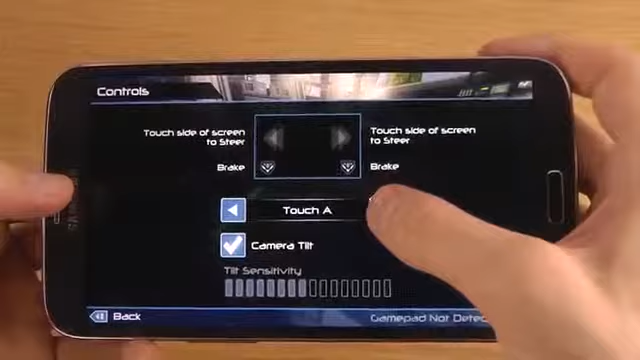 Controls
Touch side of screen
to Steer
Touch side of screen
to Steer
Brake
Brake
Touch A
Camera Tilt
Tilt Sensitivity
Back
Gamepad Not